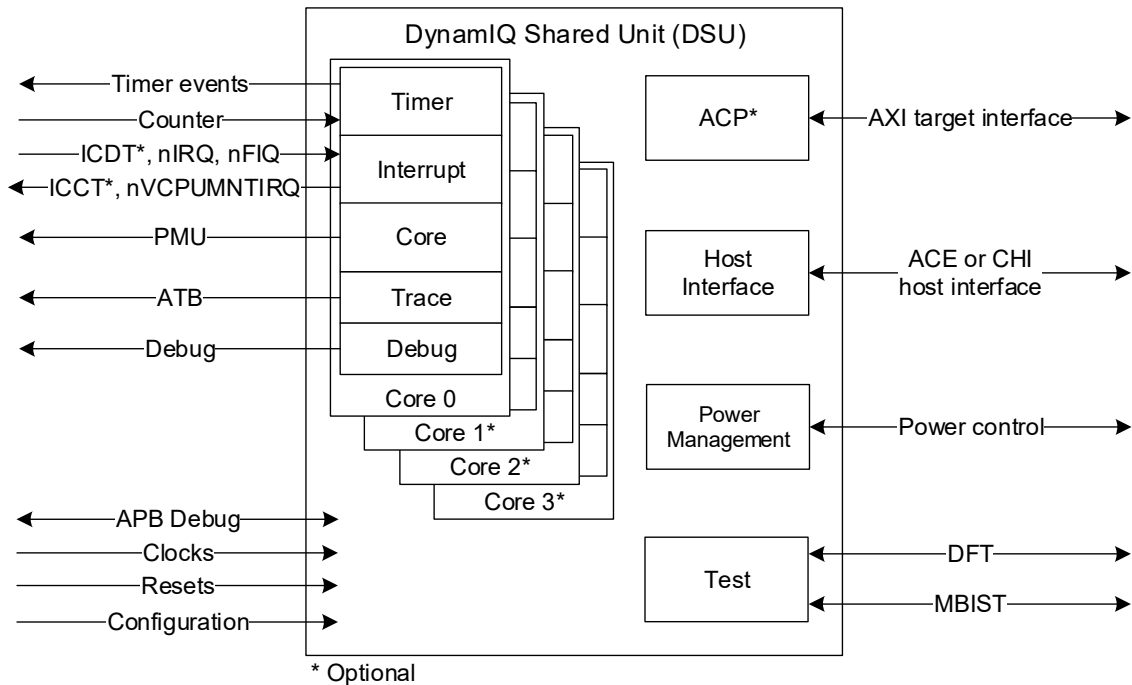 DynamIQ Shared Unit (DSU)
Timer events
Counter
ICDT*, nIRQ, nFIQ
ICCT*, nVCPUMNTIRQ
PMU
ATB
Debug
Timer
Interrupt
Core
Trace
Debug
Core 0
Core 1*
Core 2*
Core 3*
APB Debug
Clocks
Resets
Configuration
ACP*
AXI target interface
Host
Interface
ACE or CHI
host interface
Power
Management
Power control
Test
DFT
MBIST
* Optional